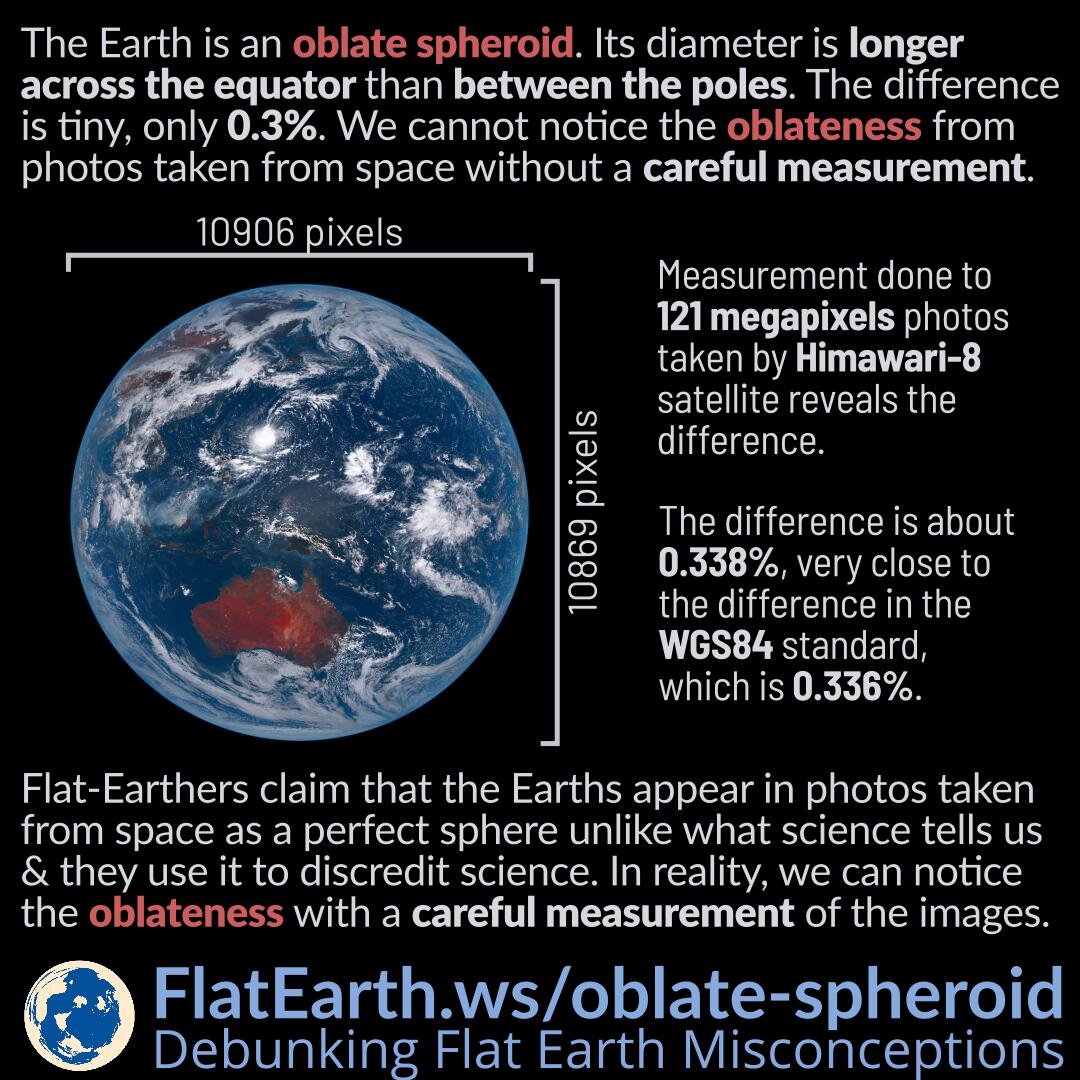 The Earth is an oblate spheroid. Its diameter is longer
across the equator than between the poles. The difference
is tiny, only 0.3%. We cannot notice the oblateness from
photos taken from space without a careful measurement.
10906 pixels
10869 pixels
Measurement done to
121 megapixels photos
taken by Himawari-8
satellite reveals the
difference.
The difference is about
0.338%, very close to
the difference in the
WGS84 standard,
which is 0.336%.
Flat-Earthers claim that the Earths appear in photos taken
from space as a perfect sphere unlike what science tells us
& they use it to discredit science. In reality, we can notice
the oblateness with a careful measurement of the images.
FlatEarth.ws/oblate-spheroid
Debunking Flat Earth Misconceptions